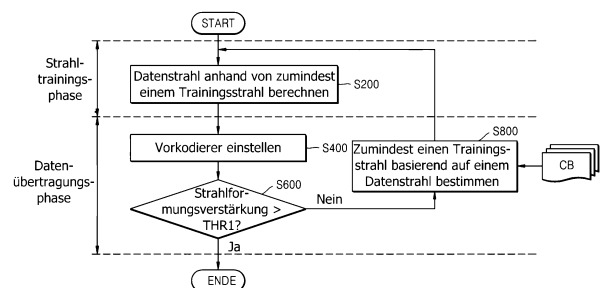 START
Strahl-
trainings-
phase
Datenstrahl anhand von zumindest
einem Trainingsstrahl berechnen
S200
Daten-
übertragungs-
phase
Vorkodierer einstellen
S400
S800
Zumindest einen Trainings-
strahl basierend auf einem
Datenstrahl bestimmen
CB
S600
Strahlfor-
mungsverstärkung >
THR1?
Nein
Ja
ENDE